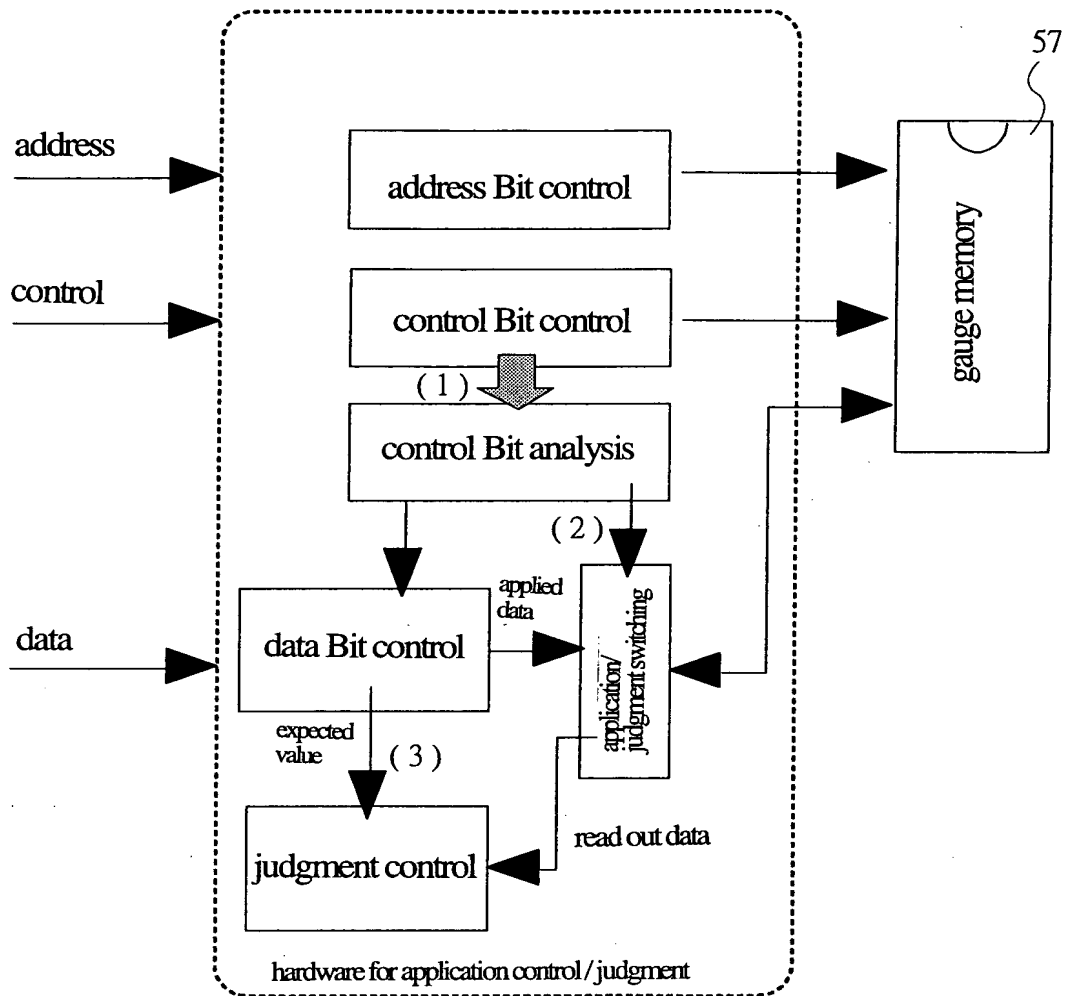 57
address
address Bit control
control
control Bit control
gauge memory
( 1 )
control Bit analysis
( 2 )
applied
data
data
data Bit control
application/
judgment switching
expected
value
( 3 )
read out data
judgment control
hardware for application control / judgment